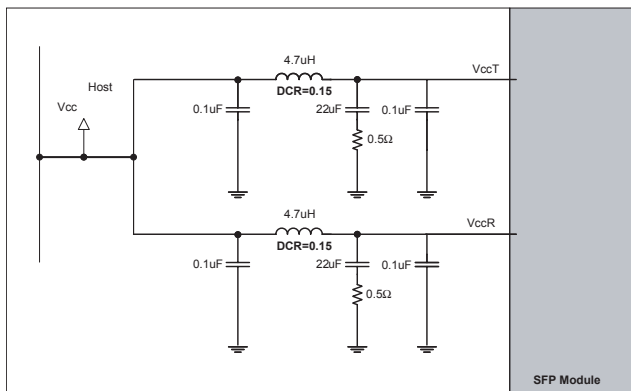 4.7uH
VccT
Host
DCR=0.15
Vcc
0.1uF
22uF
0.1uF
0.5Ω
4.7uH
VccR
DCR=0.15
0.1uF
22uF
0.1uF
0.5Ω
SFP Module